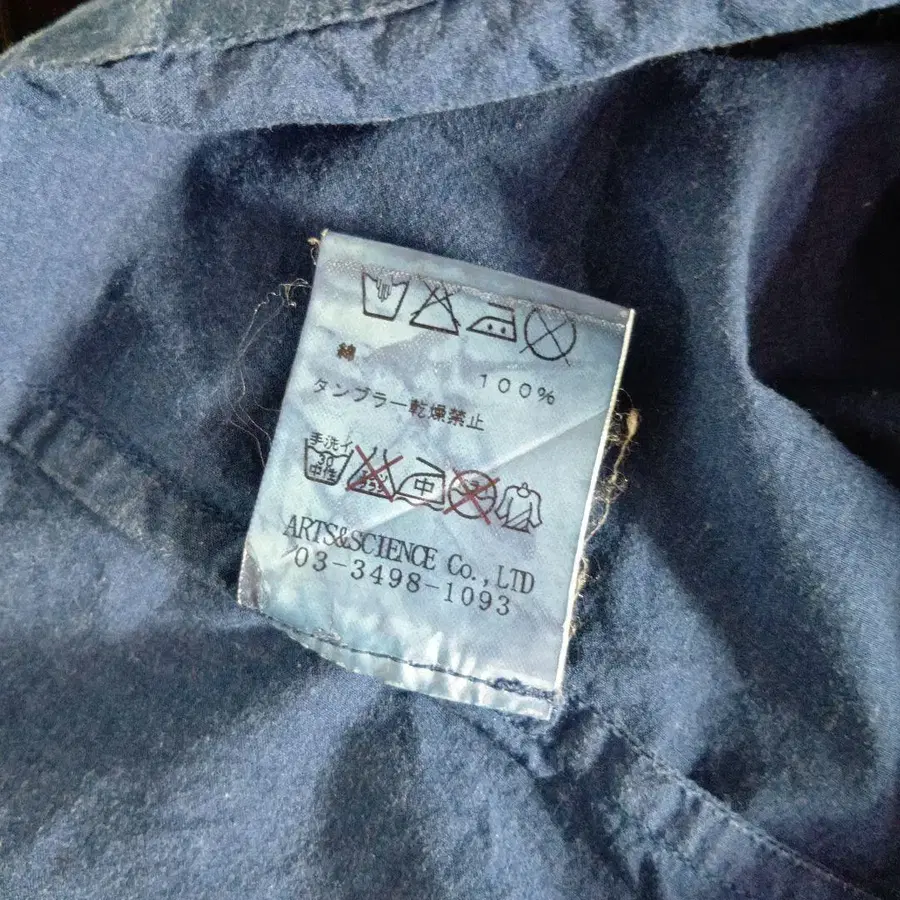 綿 100%
タンブラー乾燥禁止
手洗イ
30
中性
中
ARTS&SCIENCE Co., LTD
03-3498-1093